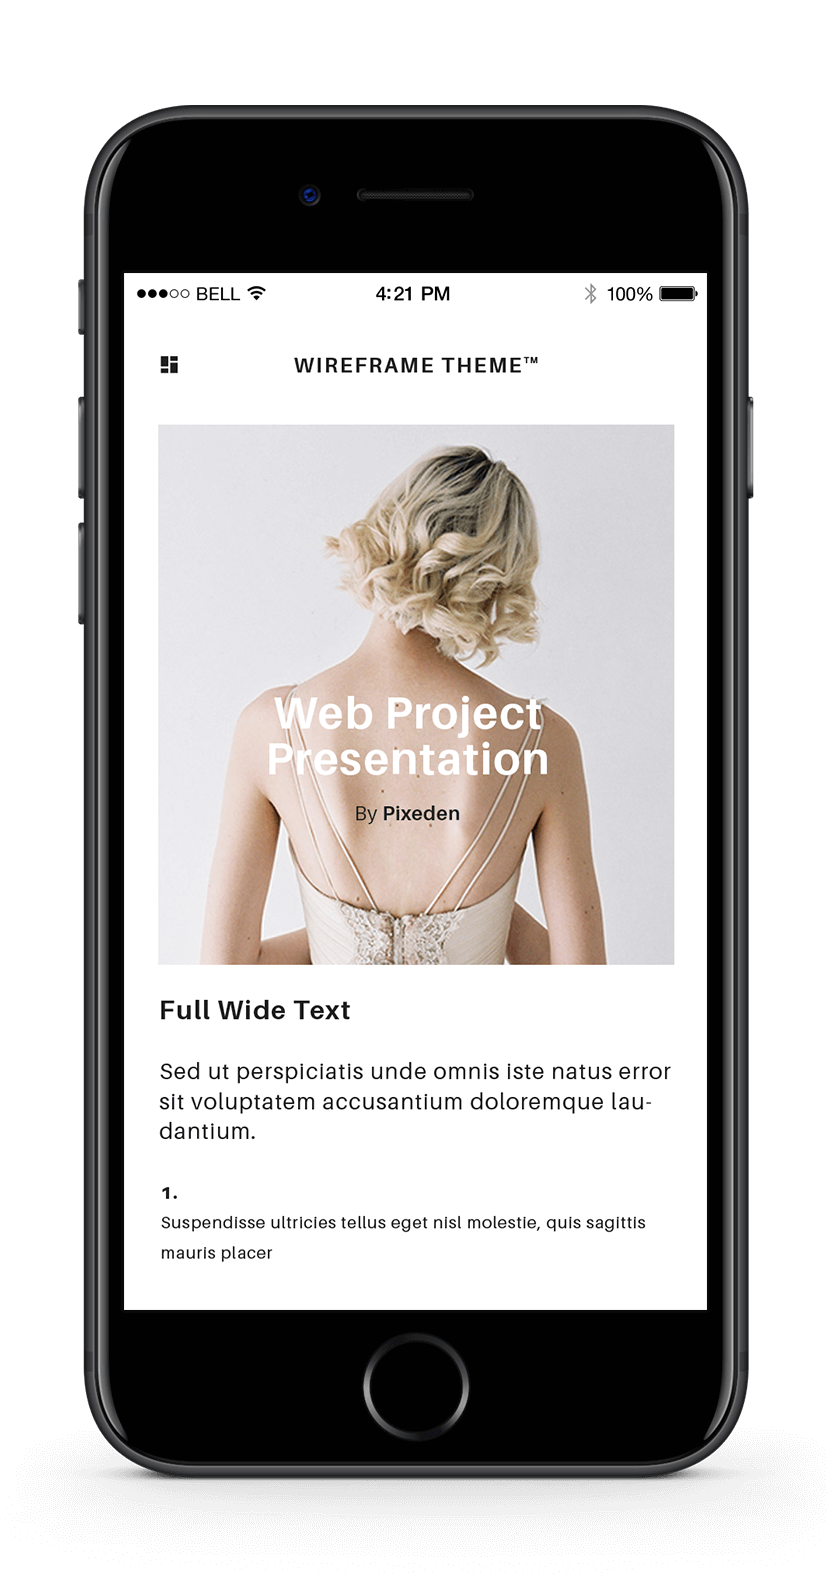 BELL 4:21 PM 100%
WIREFRAME THEME™
Web Project
Presentation
By Pixeden
Full Wide Text
Sed ut perspiciatis unde omnis iste natus error
sit voluptatem accusantium doloremque lau-
dantium.
1.
Suspendisse ultricies tellus eget nisl molestie, quis sagittis
mauris placer